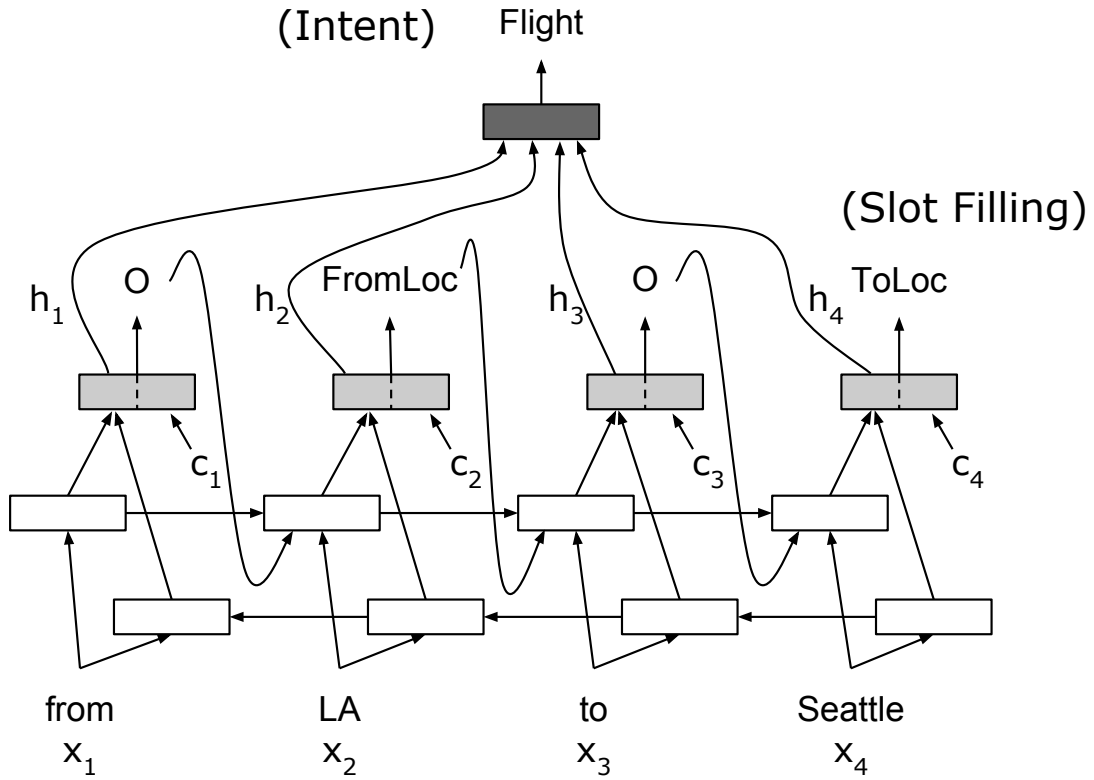 (Intent) Flight
(Slot Filling)
O FromLoc O ToLoc
h1 h2 h3 h4
c1 c2 c3 c4
from LA to Seattle
x1 x2 x3 x4